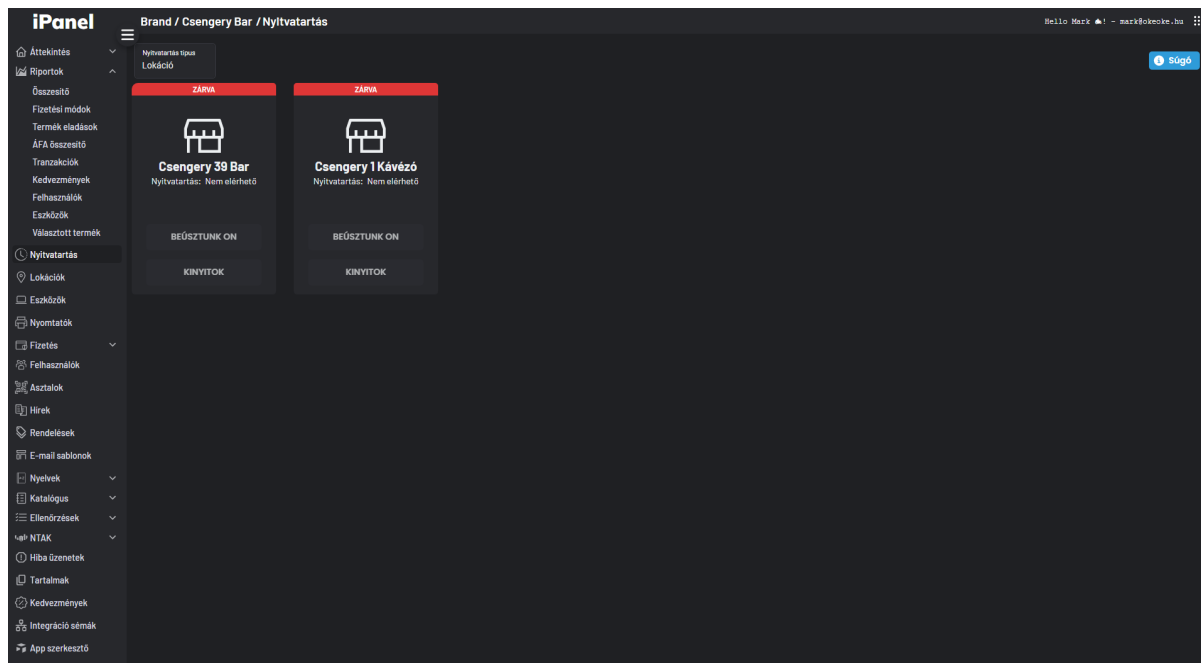 iPanel
Brand / Csengery Bar / Nyitvatartás
Hello Mark ! - mark@okeoke.hu
Áttekintés
Riportok
Összesítő
Fizetési módok
Termék eladások
ÁFA összesítő
Tranzakciók
Kedvezmények
Felhasználók
Eszközök
Választott termék
Nyitvatartás
Lokációk
Eszközök
Nyomtatók
Fizetés
Felhasználók
Asztalok
Hírek
Rendelések
E-mail sablonok
Nyelvek
Katalógus
Ellenőrzések
NTAK
Hiba üzenetek
Tartalmak
Kedvezmények
Integráció sémák
App szerkesztő
Nyitvatartás típus
Lokáció
Súgó
ZÁRVA
Csengery 39 Bar
Nyitvatartás: Nem elérhető
BEÚSZTUNK ON
KINYITOK
ZÁRVA
Csengery 1 Kávézó
Nyitvatartás: Nem elérhető
BEÚSZTUNK ON
KINYITOK